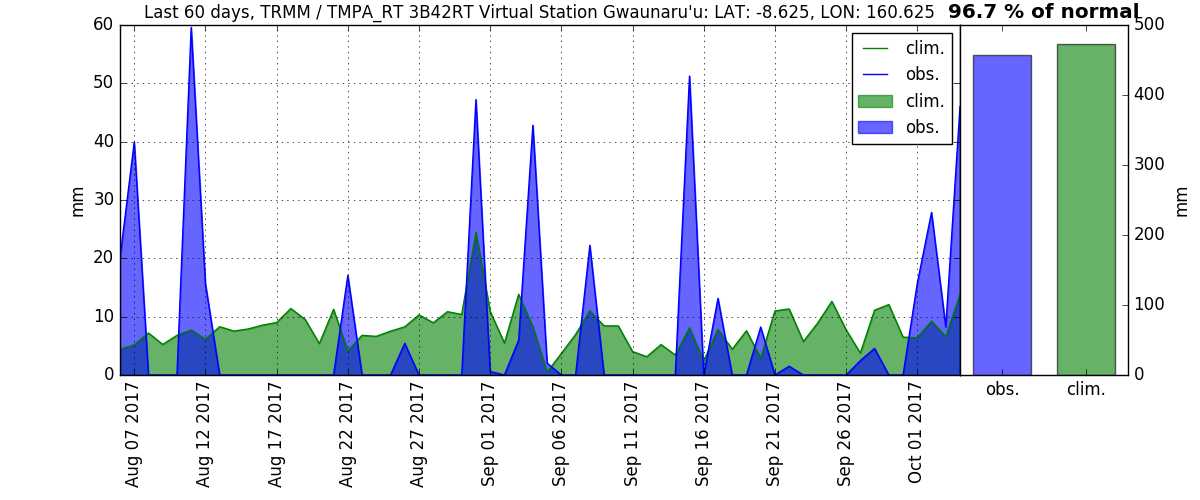 Last 60 days, TRMM / TMPA_RT 3B42RT Virtual Station Gwaunaru'u: LAT: -8.625, LON: 160.625 96.7 % of normal
clim.
obs.
clim.
obs.
60
50
40
30
20
10
0
mm
500
400
300
200
100
0
mm
Aug 07 2017
Aug 12 2017
Aug 17 2017
Aug 22 2017
Aug 27 2017
Sep 01 2017
Sep 06 2017
Sep 11 2017
Sep 16 2017
Sep 21 2017
Sep 26 2017
Oct 01 2017
obs. clim.